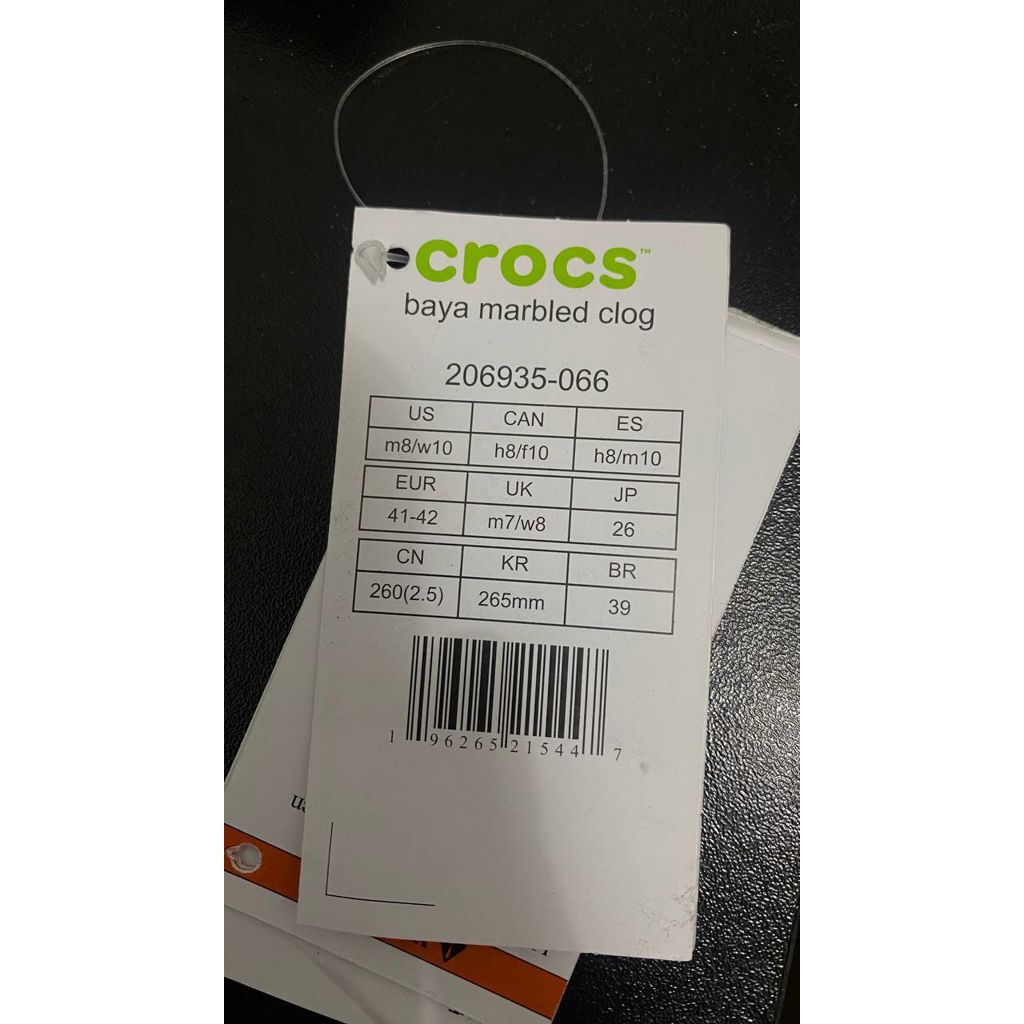 crocs™
baya marbled clog
206935-066
US CAN ES
m8/w10 h8/f10 h8/m10
EUR UK JP
41-42 m7/w8 26
CN KR BR
260(2.5) 265mm 39
1 96265 21544 7